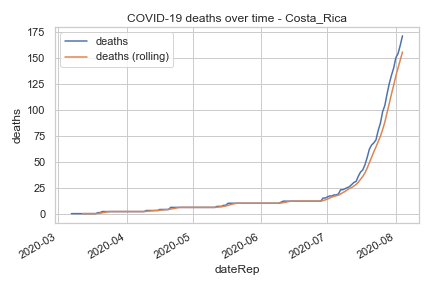 COVID-19 deaths over time - Costa_Rica
deaths
deaths (rolling)
deaths
175
150
125
100
75
50
25
0
2020-03
2020-04
2020-05
2020-06
2020-07
2020-08
dateRep